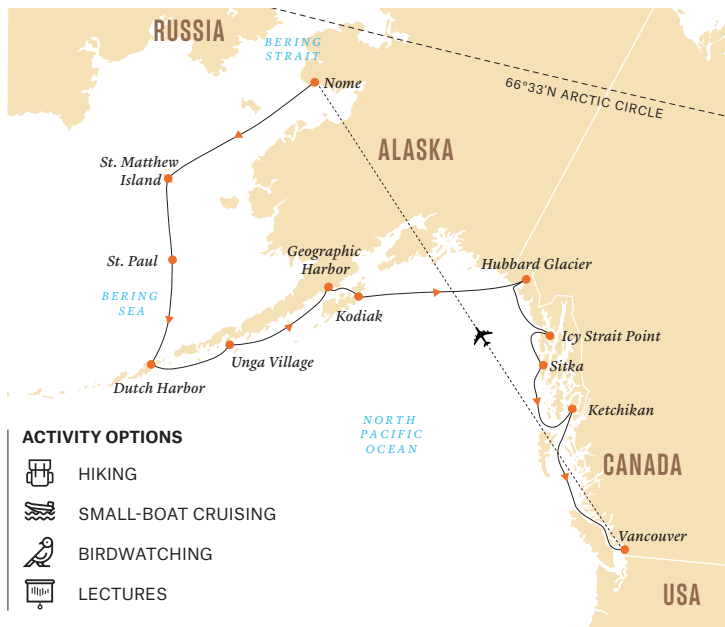 RUSSIA
BERING
STRAIT
Nome
66°33'N ARCTIC CIRCLE
ALASKA
St. Matthew
Island
St. Paul
Geographic
Harbor
Hubbard Glacier
BERING
SEA
Kodiak
Icy Strait Point
Unga Village
Sitka
Dutch Harbor
Ketchikan
NORTH
PACIFIC
OCEAN
CANADA
Vancouver
USA
ACTIVITY OPTIONS
HIKING
SMALL-BOAT CRUISING
BIRDWATCHING
LECTURES